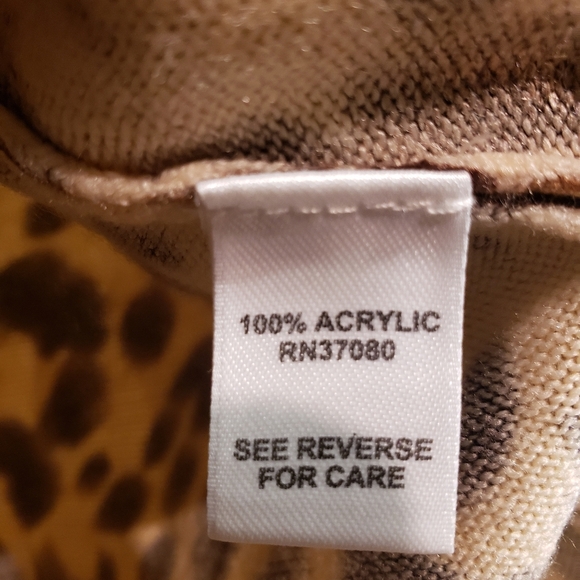 100% ACRYLIC
RN37080
SEE REVERSE
FOR CARE